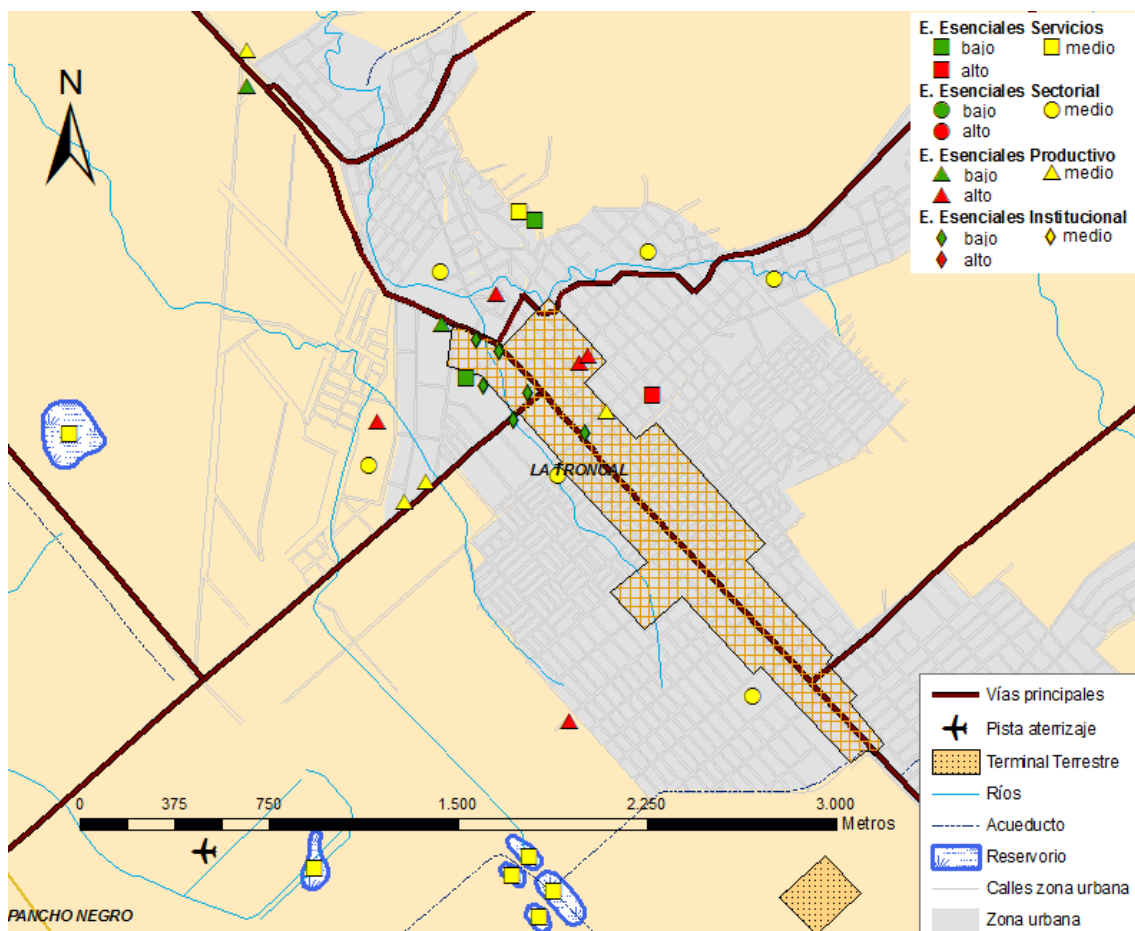 E. Esenciales Servicios
bajo medio
alto
E. Esenciales Sectorial
bajo medio
alto
E. Esenciales Productivo
bajo medio
alto
E. Esenciales Institucional
bajo medio
alto
N
LA TRONCAL
Vías principales
Pista aterrizaje
Terminal Terrestre
Ríos
Acueducto
Reservorio
Calles zona urbana
Zona urbana
0 375 750 1.500 2.250 3.000
Metros
PANCHO NEGRO